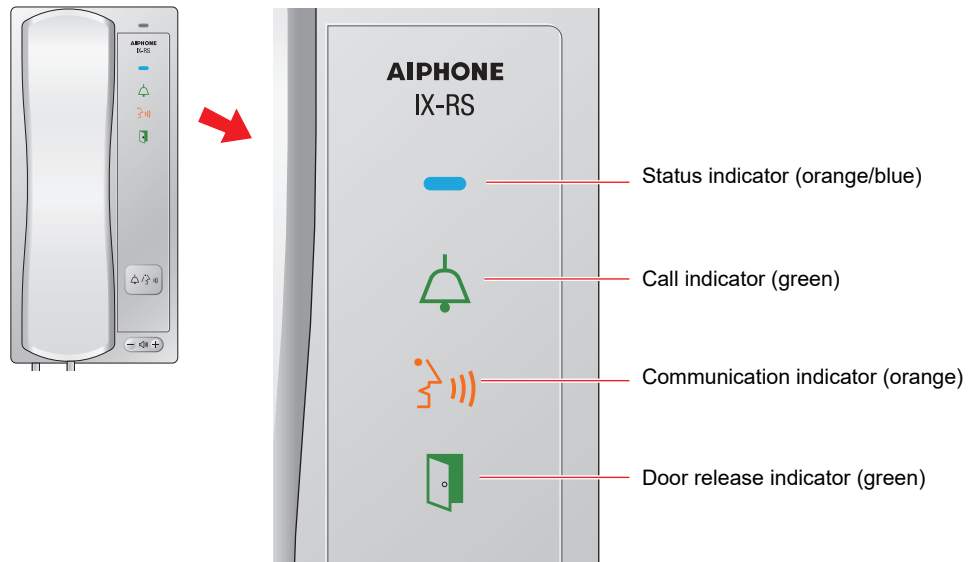 AIPHONE
IX-RS
AIPHONE
IX-RS
Status indicator (orange/blue)
Call indicator (green)
Communication indicator (orange)
Door release indicator (green)